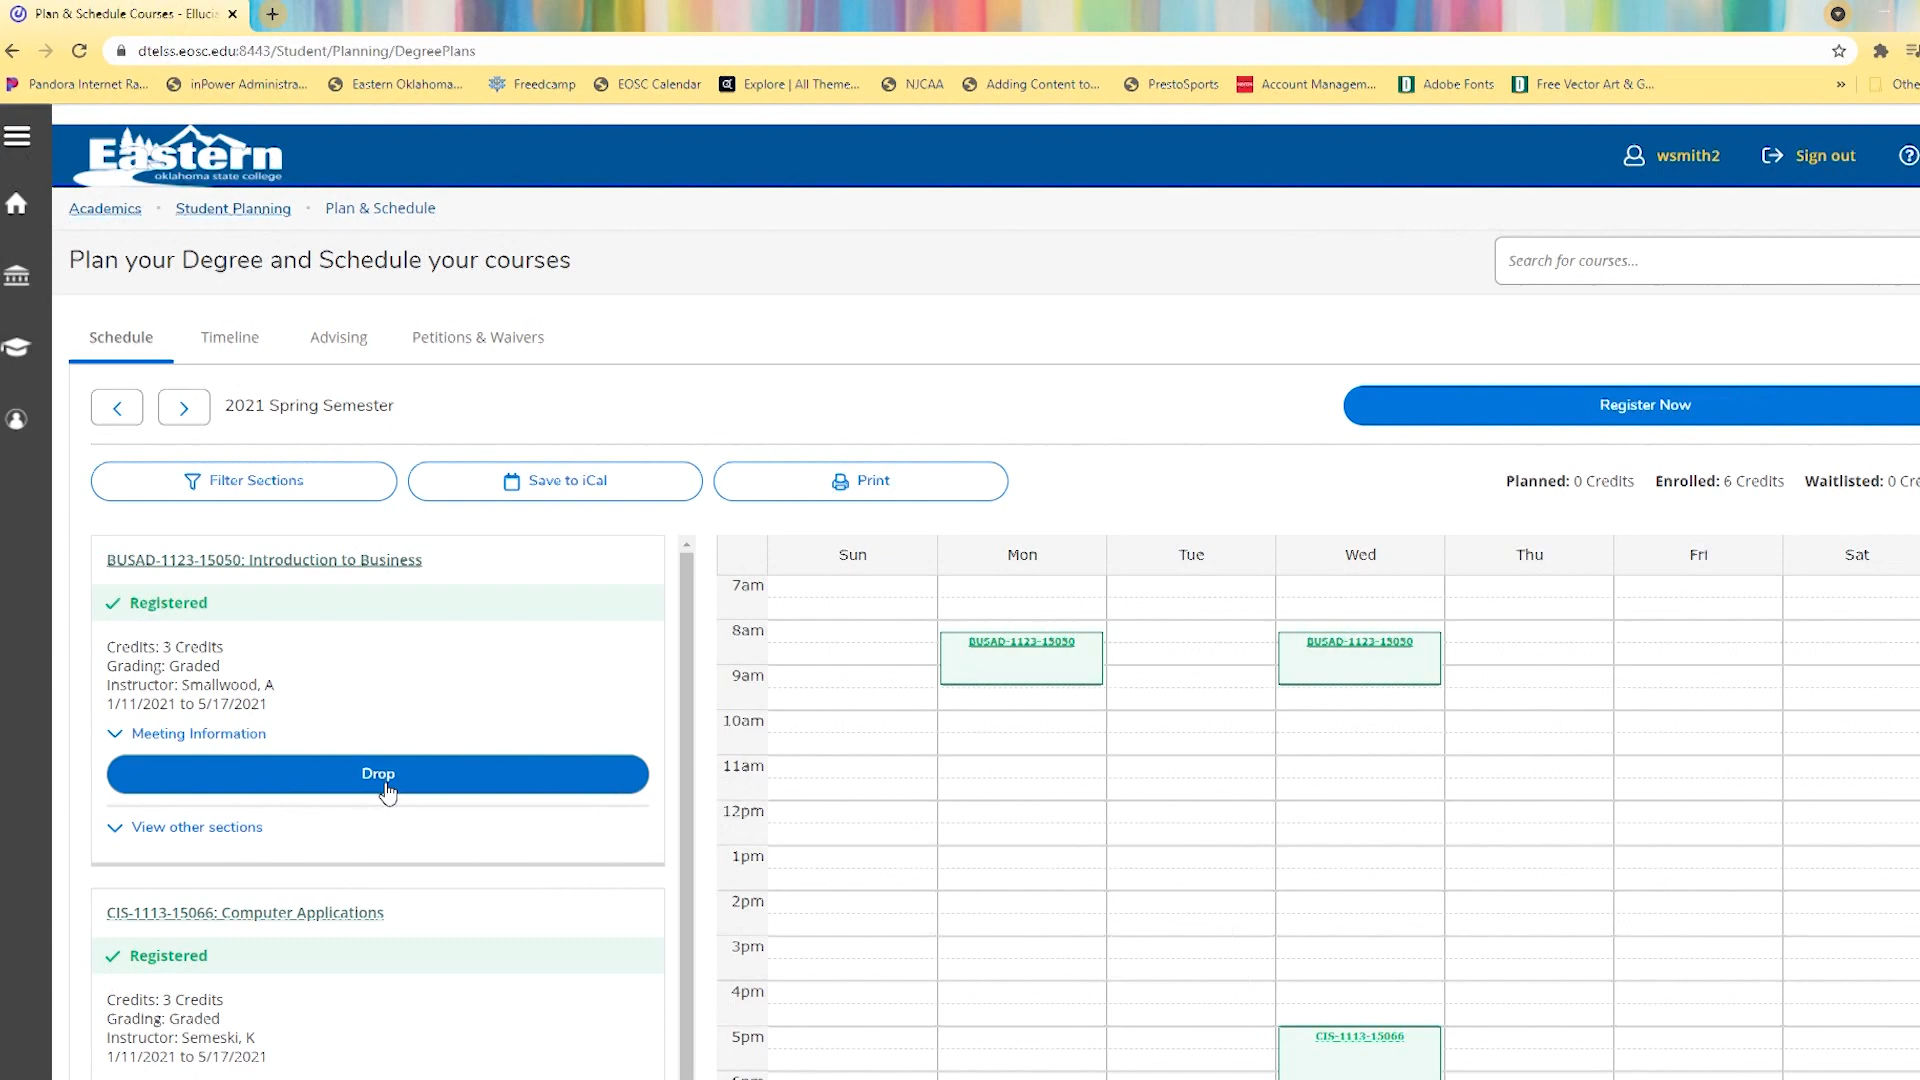 Plan & Schedule Courses - Ellucia
dtelss.eosc.edu:8443/Student/Planning/DegreePlans
Pandora Internet Ra... inPower Administra... Eastern Oklahoma... Freedcamp EOSC Calendar Explore | All Theme... NJCAA Adding Content to... PrestoSports Account Managem... Adobe Fonts Free Vector Art & G... » Othe
Eastern
oklahoma state college
wsmith2 Sign out
Academics Student Planning Plan & Schedule
Plan your Degree and Schedule your courses
Search for courses...
Schedule Timeline Advising Petitions & Waivers
2021 Spring Semester
Register Now
Filter Sections Save to iCal Print
Planned: 0 Credits Enrolled: 6 Credits Waitlisted: 0 Cre
BUSAD-1123-15050: Introduction to Business
Registered
Credits: 3 Credits
Grading: Graded
Instructor: Smallwood, A
1/11/2021 to 5/17/2021
Meeting Information
Drop
View other sections
CIS-1113-15066: Computer Applications
Registered
Credits: 3 Credits
Grading: Graded
Instructor: Semeski, K
1/11/2021 to 5/17/2021
Sun Mon Tue Wed Thu Fri Sat
7am
8am
BUSAD-1123-15050 BUSAD-1123-15050
9am
10am
11am
12pm
1pm
2pm
3pm
4pm
5pm
CIS-1113-15066